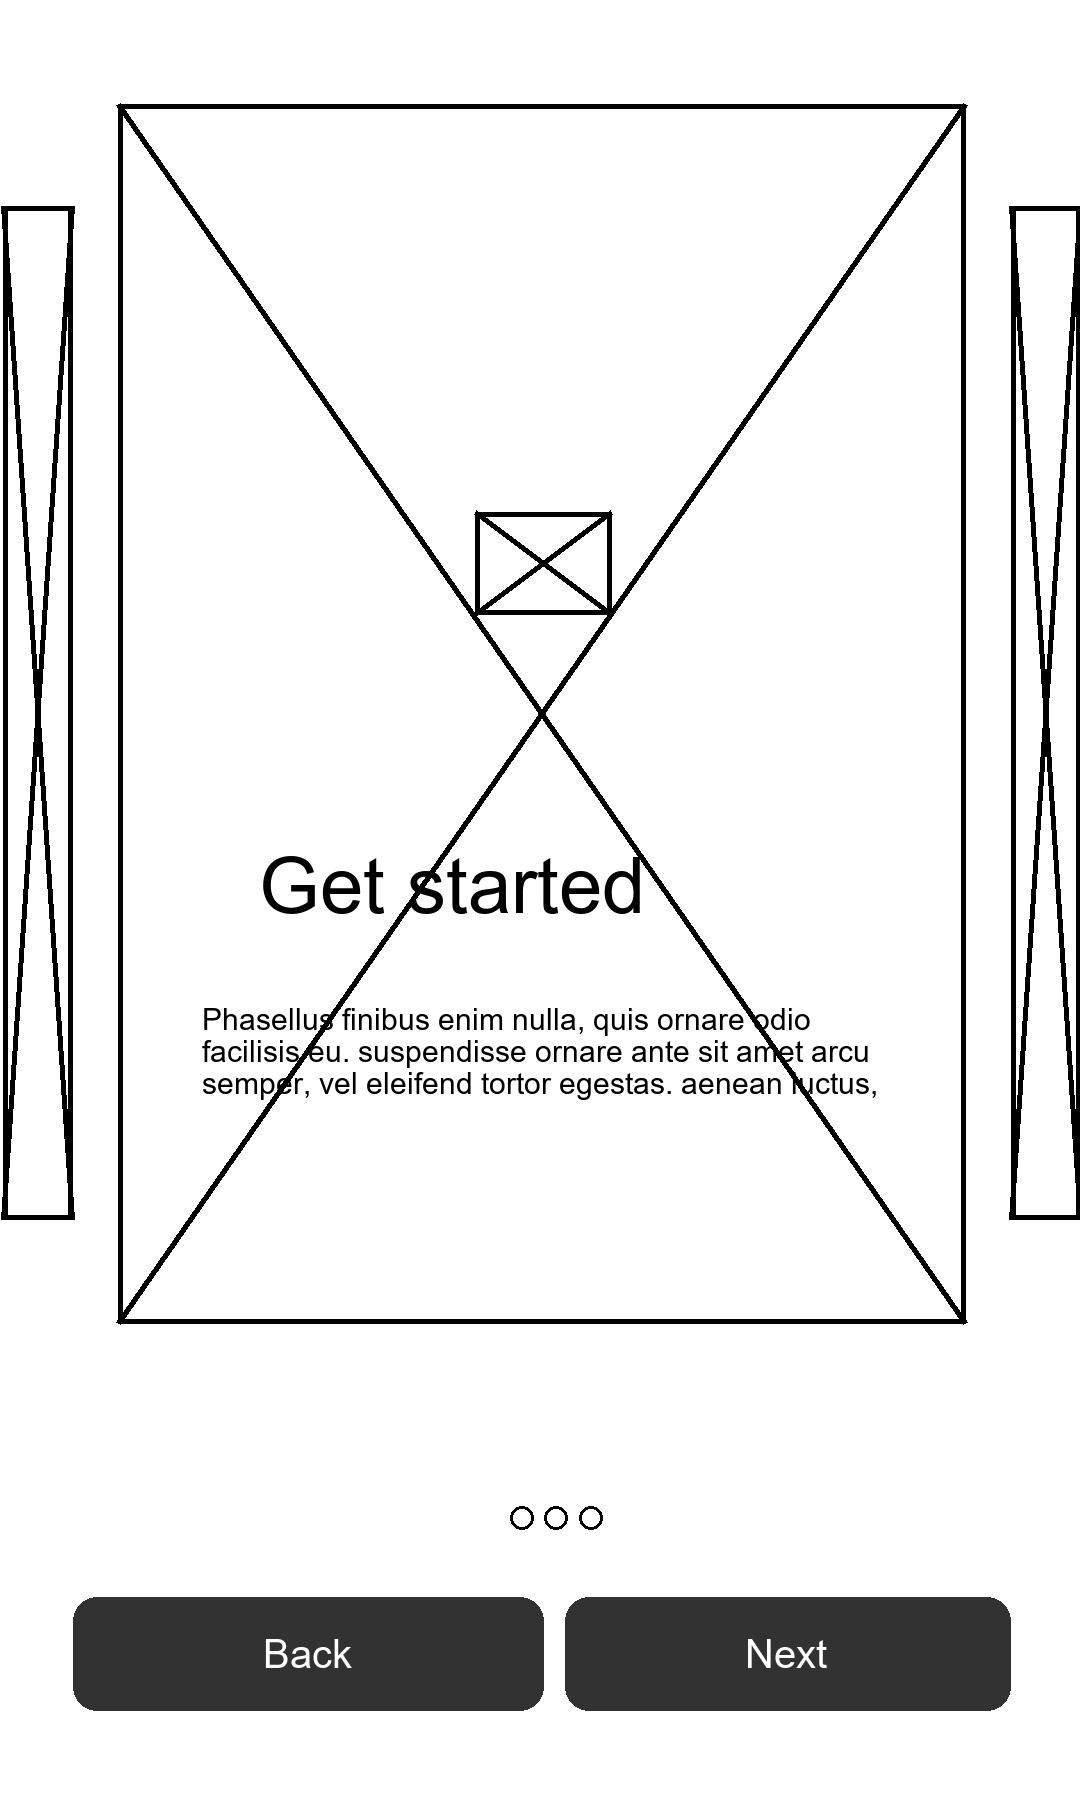 Get started
Phasellus finibus enim nulla, quis ornare odio
facilisis eu. suspendisse ornare ante sit amet arcu
semper, vel eleifend tortor egestas. aenean luctus,
Back
Next